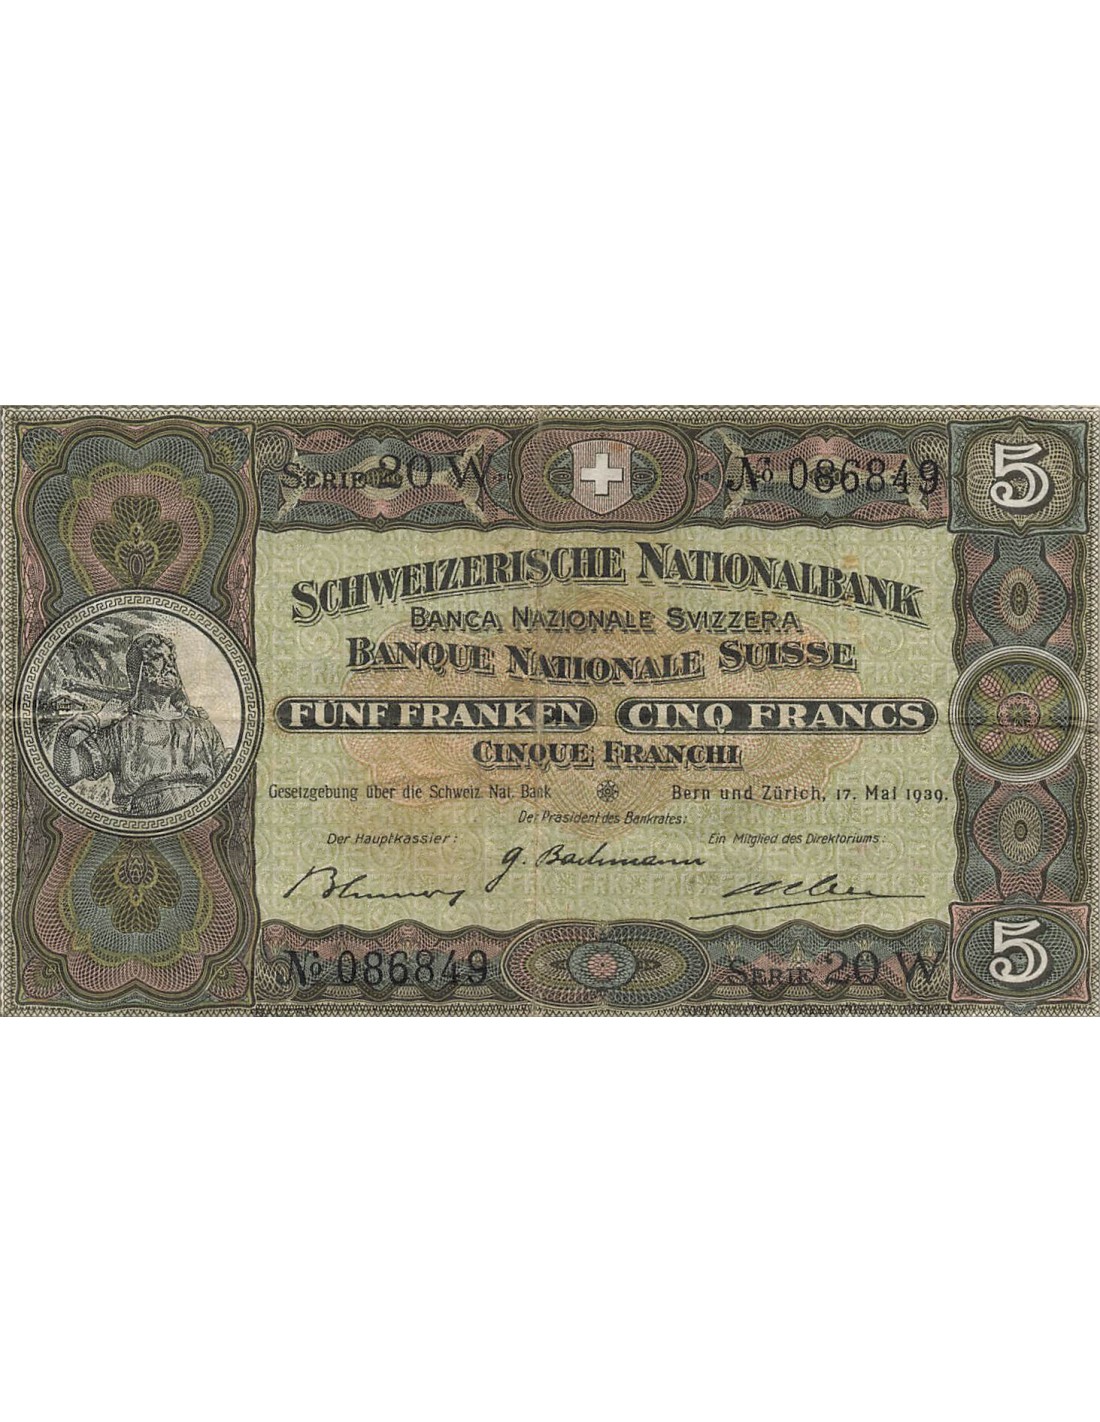 SERIE 20 W
No 086849
5
SCHWEIZERISCHE NATIONALBANK
BANCA NAZIONALE SVIZZERA
BANQUE NATIONALE SUISSE
FÜNF FRANKEN CINQ FRANCS
CINQUE FRANCHI
Gesetzgebung über die Schweiz. Nat. Bank
Bern und Zürich, 17. Mai 1939.
Der Präsident des Bankrates:
Der Hauptkassier:
Ein Mitglied des Direktoriums:
G. Bachmann
No 086849
SERIE 20 W
5